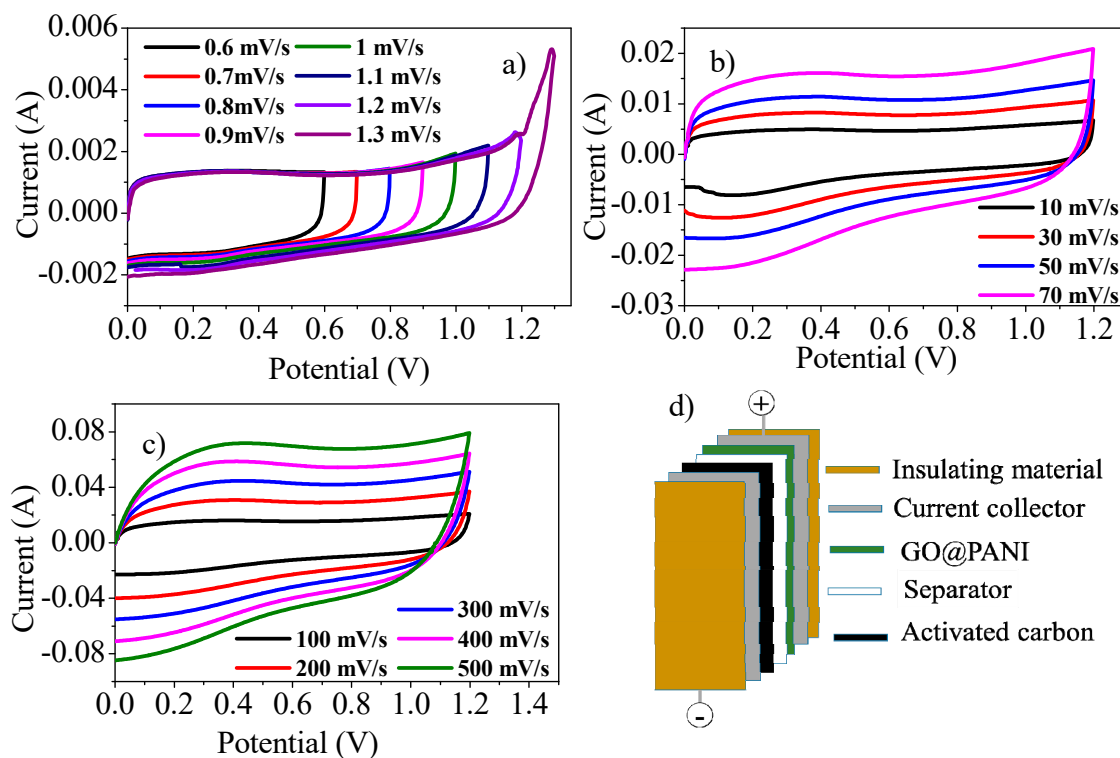 0.006
0.004
0.002
0.000
-0.002
Current (A)
0.6 mV/s
0.7mV/s
0.8mV/s
0.9mV/s
1 mV/s
1.1 mV/s
1.2 mV/s
1.3 mV/s
a)
0.0 0.2 0.4 0.6 0.8 1.0 1.2
Potential (V)
0.02
0.01
0.00
-0.01
-0.02
-0.03
Current (A)
b)
10 mV/s
30 mV/s
50 mV/s
70 mV/s
0.0 0.2 0.4 0.6 0.8 1.0 1.2
Potential (V)
0.08
0.04
0.00
-0.04
-0.08
Current (A)
c)
300 mV/s
100 mV/s 400 mV/s
200 mV/s 500 mV/s
0.0 0.2 0.4 0.6 0.8 1.0 1.2 1.4
Potential (V)
d)
+
Insulating material
Current collector
GO@PANI
Separator
Activated carbon
-